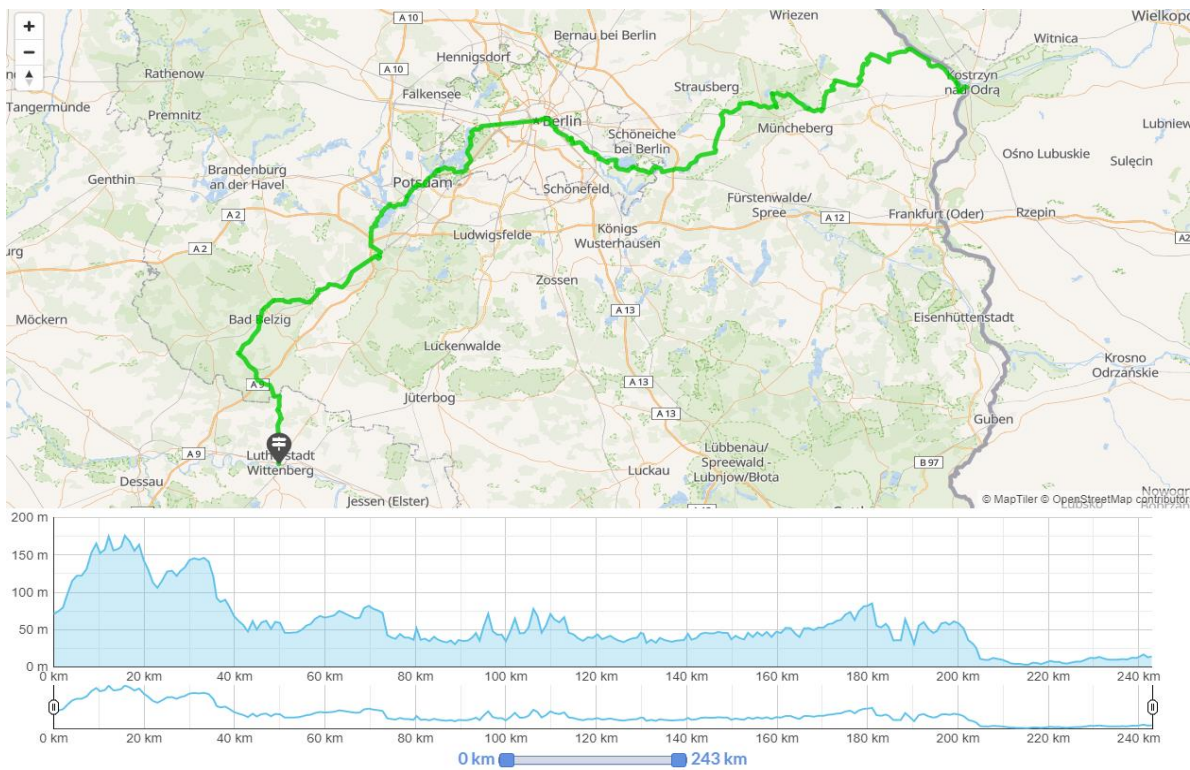 Wriezen
A 10
Bernau bei Berlin
Wielkop
Witnica
Hennigsdorf
Rathenow
A 10
Kostrzyn
nad Odrą
Strausberg
Falkensee
Tangermünde
Premnitz
A Berlin
Lubniew
Müncheberg
Schöneiche
bei Berlin
Ośno Lubuskie
Sulęcin
Genthin
Brandenburg
an der Havel
Potsdam
Schönefeld
Fürstenwalde/
Spree
A 2
A 12
Frankfurt (Oder)
Rzepin
Königs
Wusterhausen
Ludwigsfelde
A2
urg
A 2
Zossen
A 13
Eisenhüttenstadt
Möckern
Bad Belzig
Luckenwalde
Krosno
Odrzańskie
A 9
A 13
Jüterbog
A 13
Guben
Lübbenau/
Spreewald -
Lubnjow/Błota
A 9
Lutherstadt
Wittenberg
Luckau
B 97
Dessau
Jessen (Elster)
© MapTiler © OpenStreetMap contributor
200 m
150 m
100 m
50 m
0 m
0 km 20 km 40 km 60 km 80 km 100 km 120 km 140 km 160 km 180 km 200 km 220 km 240 km
0 km 20 km 40 km 60 km 80 km 100 km 120 km 140 km 160 km 180 km 200 km 220 km 240 km
0 km 243 km